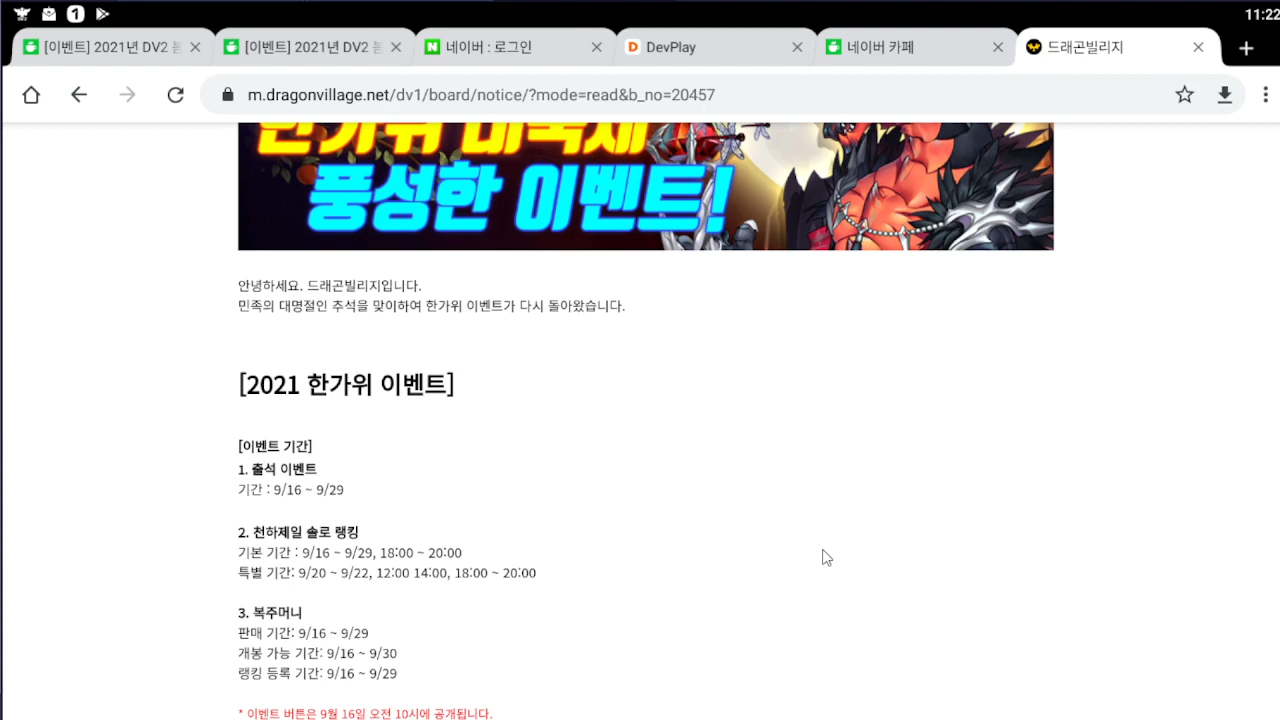 1
11:22
[이벤트] 2021년 DV2
[이벤트] 2021년 DV2
N
네이버 : 로그인
D
DevPlay
네이버 카페
드래곤빌리지
m.dragonvillage.net/dv1/board/notice/?mode=read&b_no=20457
한가위 대축제
풍성한 이벤트!
안녕하세요. 드래곤빌리지입니다.
민족의 대명절인 추석을 맞이하여 한가위 이벤트가 다시 돌아왔습니다.
[2021 한가위 이벤트]
[이벤트 기간]
1. 출석 이벤트
기간 : 9/16 ~ 9/29
2. 천하제일 솔로 랭킹
기본 기간 : 9/16 ~ 9/29, 18:00 ~ 20:00
특별 기간: 9/20 ~ 9/22, 12:00 14:00, 18:00 ~ 20:00
3. 복주머니
판매 기간: 9/16 ~ 9/29
개봉 가능 기간: 9/16 ~ 9/30
랭킹 등록 기간: 9/16 ~ 9/29
* 이벤트 버튼은 9월 16일 오전 10시에 공개됩니다.